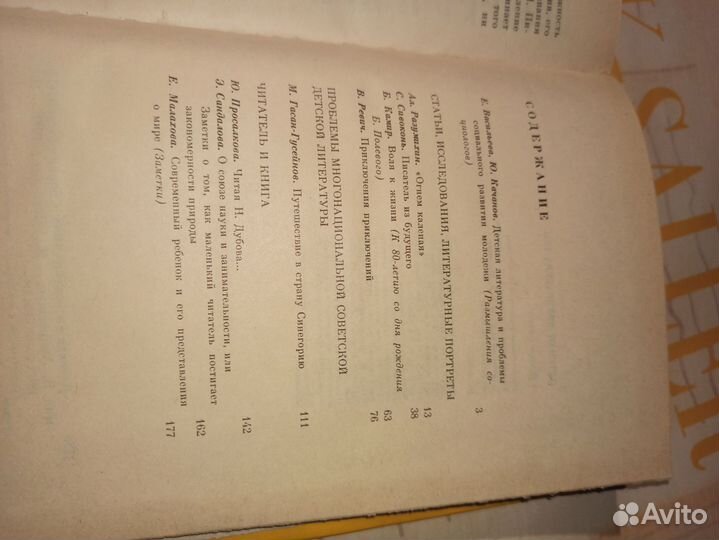 СОДЕРЖАНИЕ
Е. Васильева, Ю. Качанов. Детская литература и проблемы
социального развития молодежи (Размышления со-
циологов) 3
СТАТЬИ, ИССЛЕДОВАНИЯ, ЛИТЕРАТУРНЫЕ ПОРТРЕТЫ
Ал. Разумихин. «Огнем каленая» 13
С. Сивоконь. Писатель из будущего 38
Б. Камир. Воля к жизни (К 80-летию со дня рождения
Б. Полевого) 63
В. Ревич. Приключения приключений 76
ПРОБЛЕМЫ МНОГОНАЦИОНАЛЬНОЙ СОВЕТСКОЙ
ДЕТСКОЙ ЛИТЕРАТУРЫ
М. Гасан-Гусейнов. Путешествие в страну Синегорию 111
ЧИТАТЕЛЬ И КНИГА
Ю. Просалкова. Читая Н. Дубова... 142
Э. Сандалова. О союзе науки и занимательности, или
Заметки о том, как маленький читатель постигает
закономерности природы 162
Е. Малахова. Современный ребенок и его представления
о мире (Заметки) 177
Avito